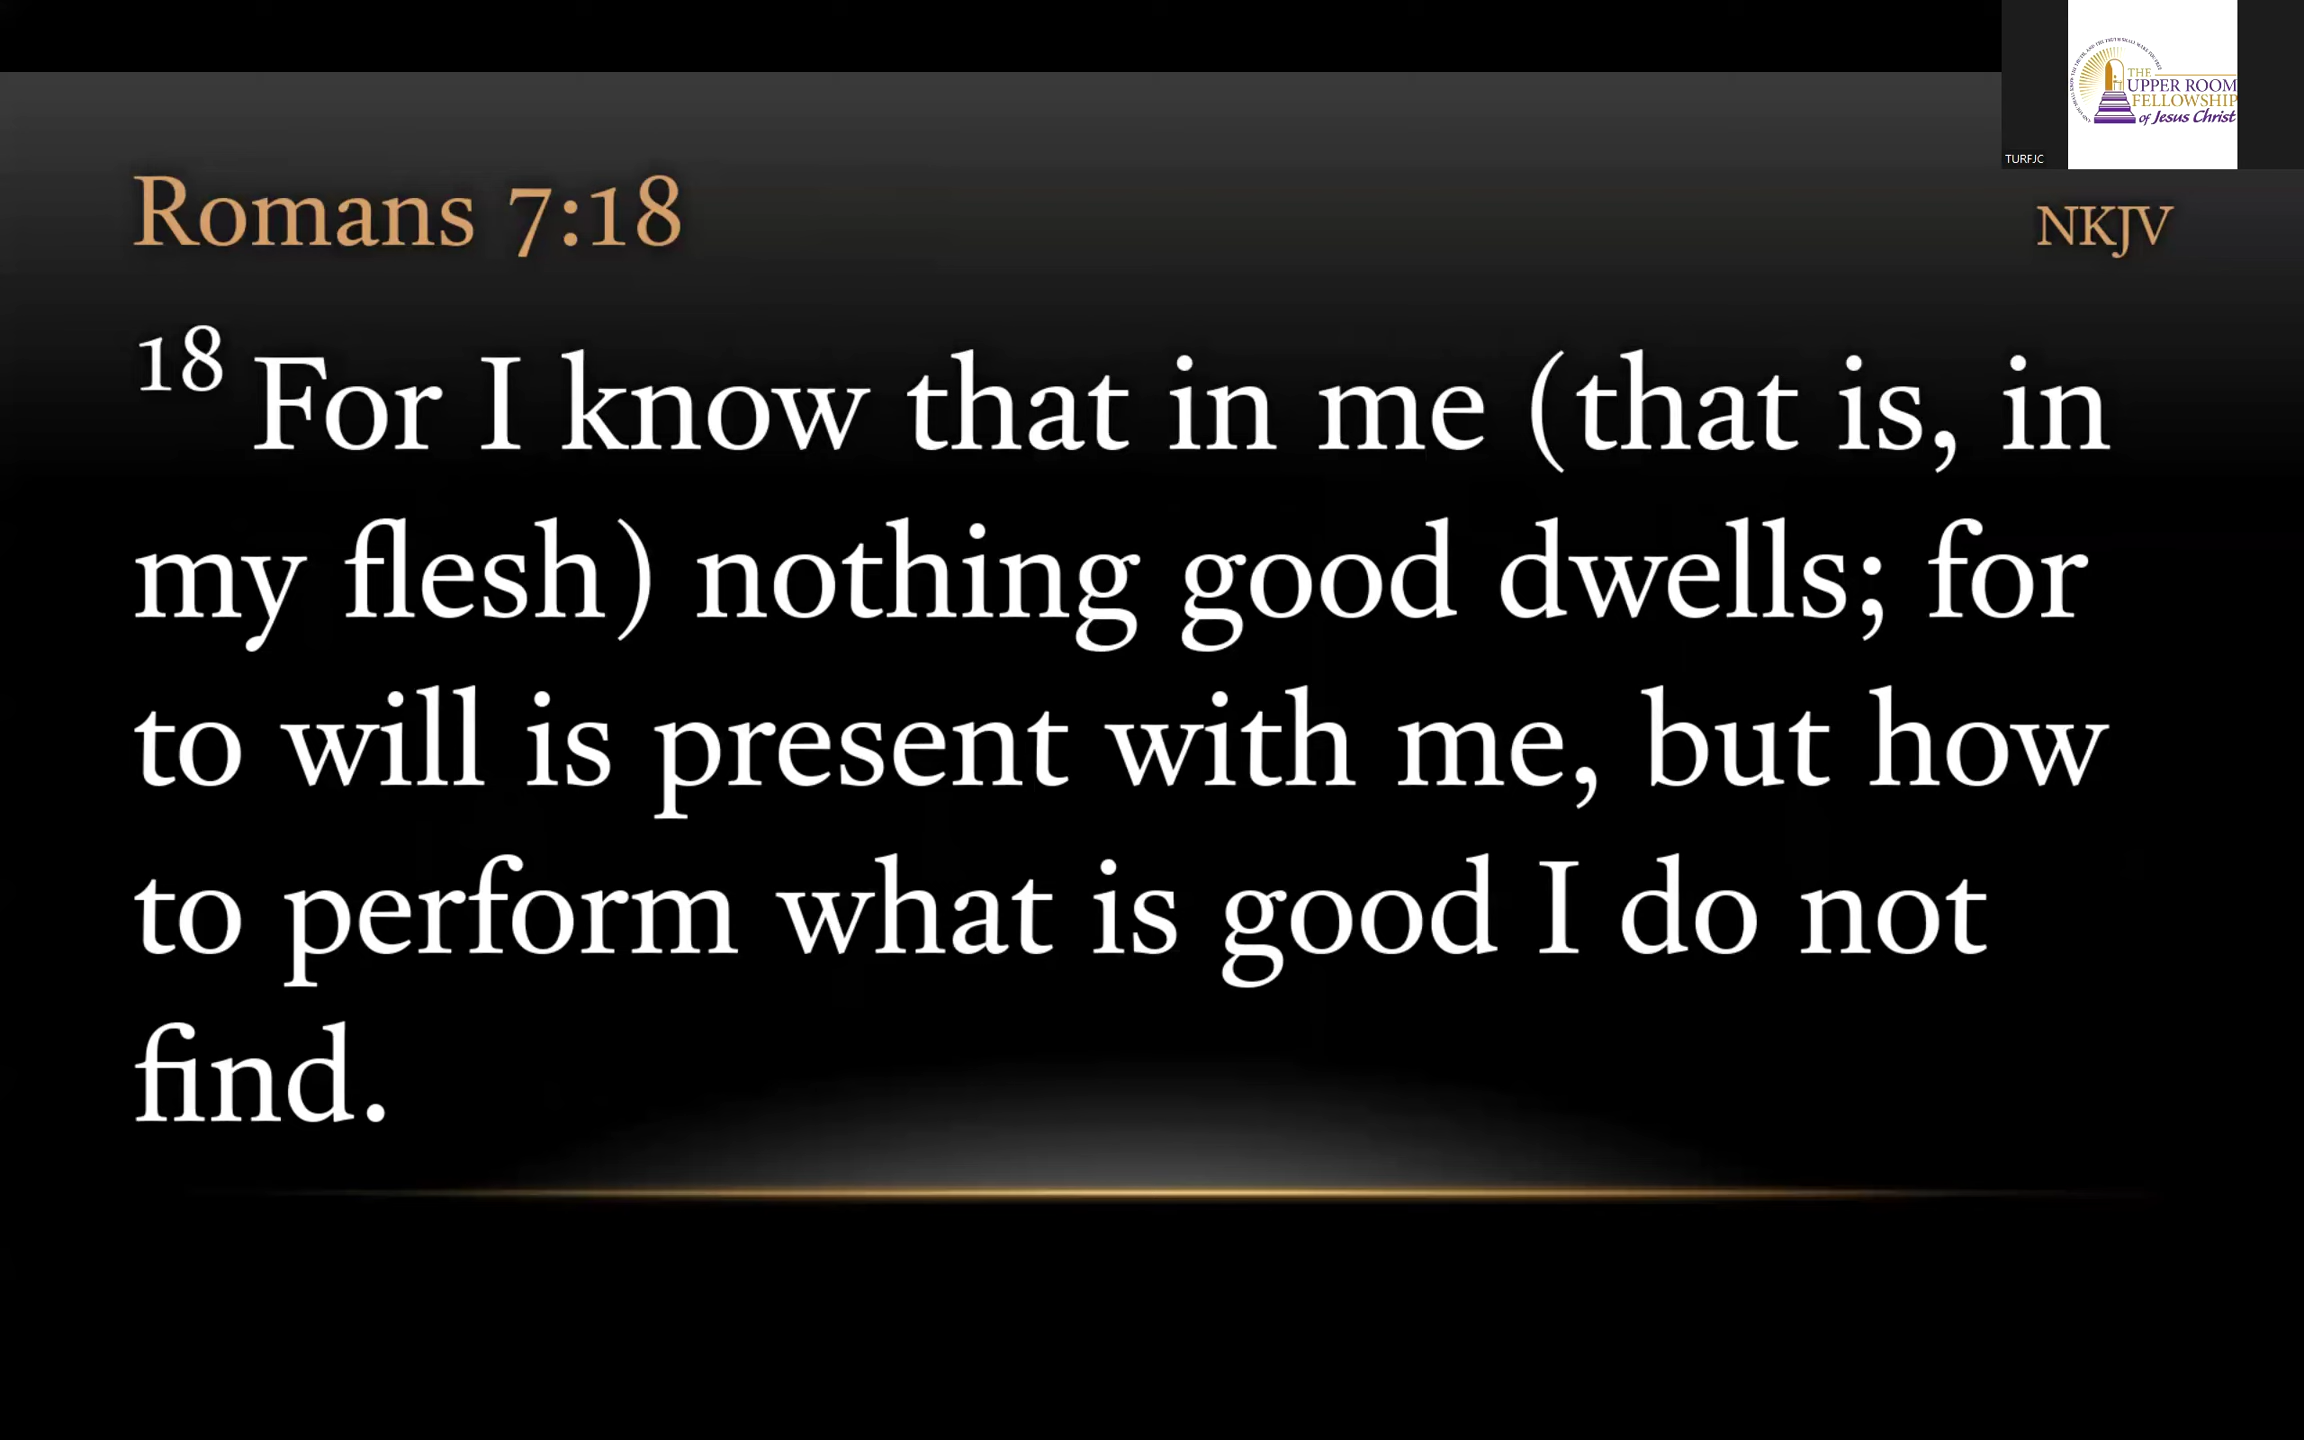 THE
UPPER ROOM
FELLOWSHIP
of Jesus Christ
TURFJC
Romans 7:18
NKJV
18 For I know that in me (that is, in
my flesh) nothing good dwells; for
to will is present with me, but how
to perform what is good I do not
find.